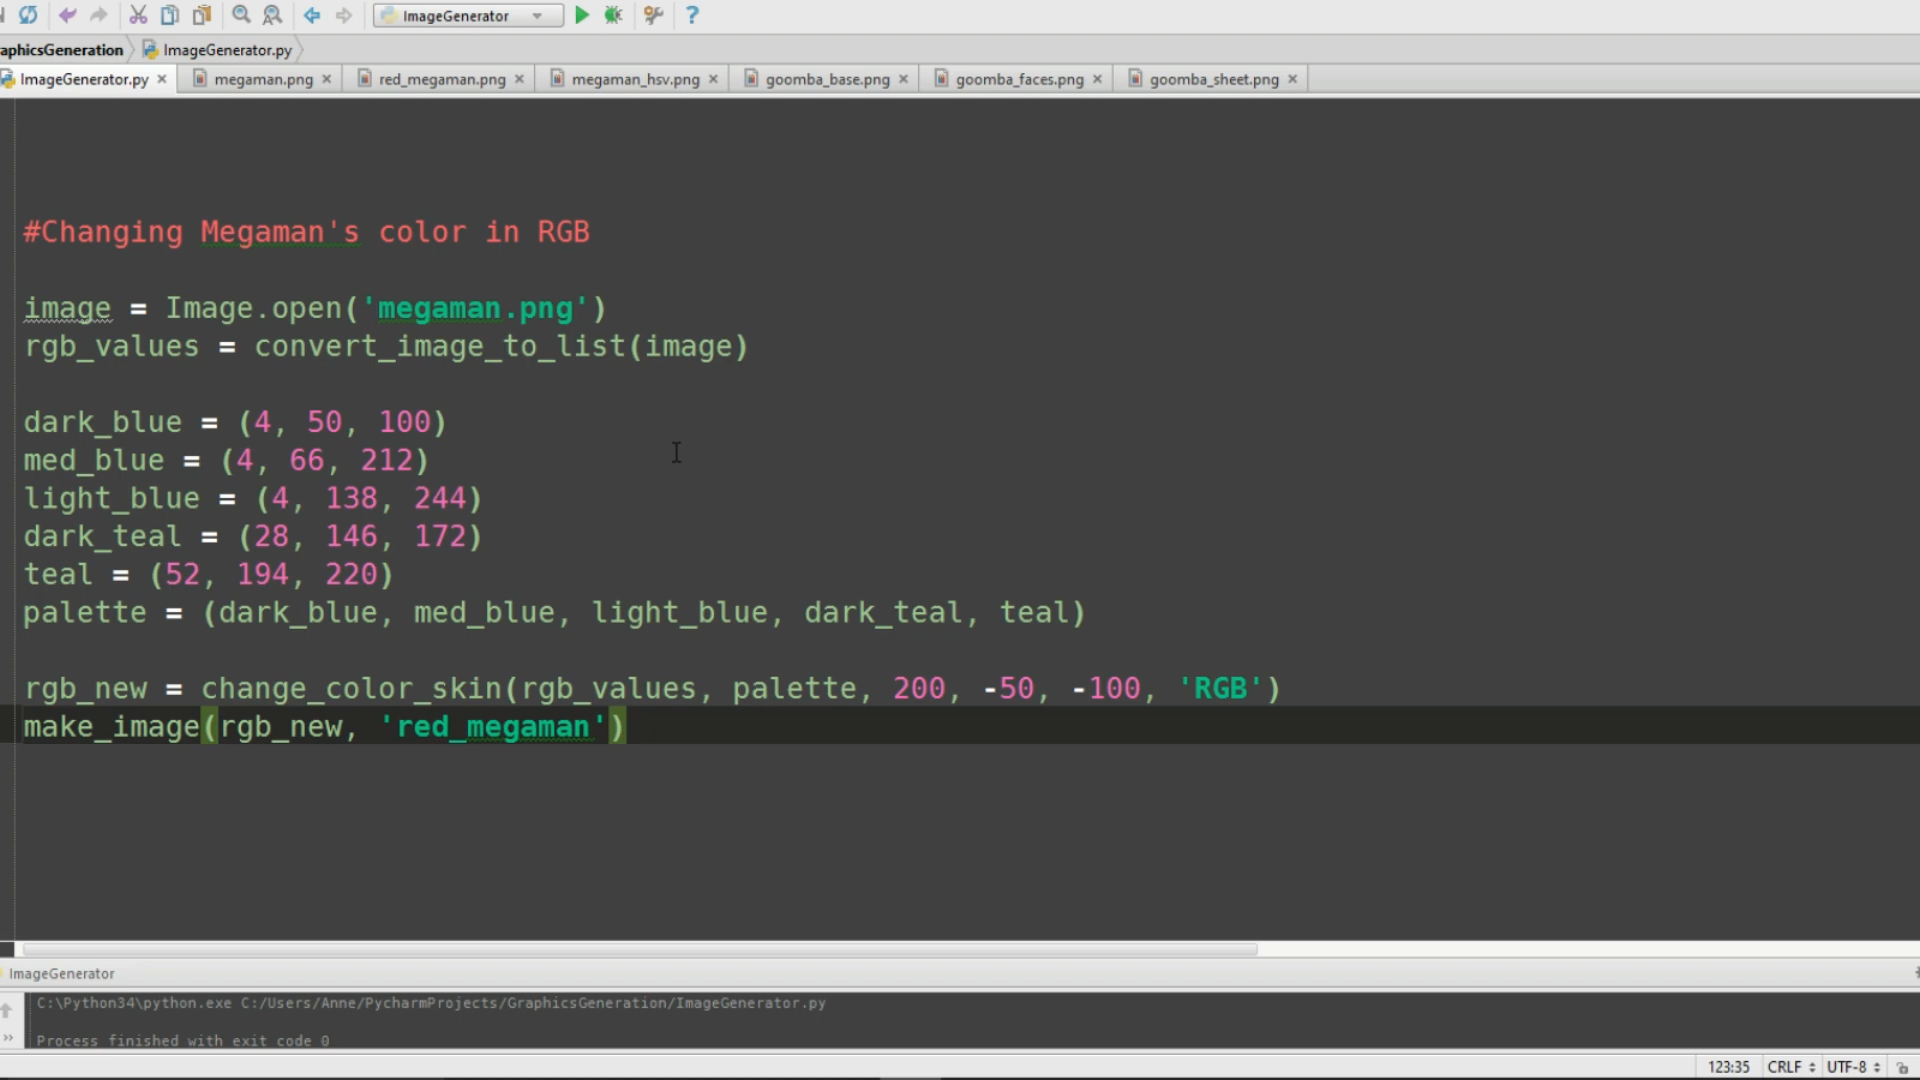 ImageGenerator
aphicsGeneration ImageGenerator.py
ImageGenerator.py megaman.png red_megaman.png megaman_hsv.png goomba_base.png goomba_faces.png goomba_sheet.png
#Changing Megaman's color in RGB
image = Image.open('megaman.png')
rgb_values = convert_image_to_list(image)
dark_blue = (4, 50, 100)
med_blue = (4, 66, 212)
light_blue = (4, 138, 244)
dark_teal = (28, 146, 172)
teal = (52, 194, 220)
palette = (dark_blue, med_blue, light_blue, dark_teal, teal)
rgb_new = change_color_skin(rgb_values, palette, 200, -50, -100, 'RGB')
make_image(rgb_new, 'red_megaman')
ImageGenerator
C:\Python34\python.exe C:/Users/Anne/PycharmProjects/GraphicsGeneration/ImageGenerator.py
Process finished with exit code 0
123:35 CRLF UTF-8